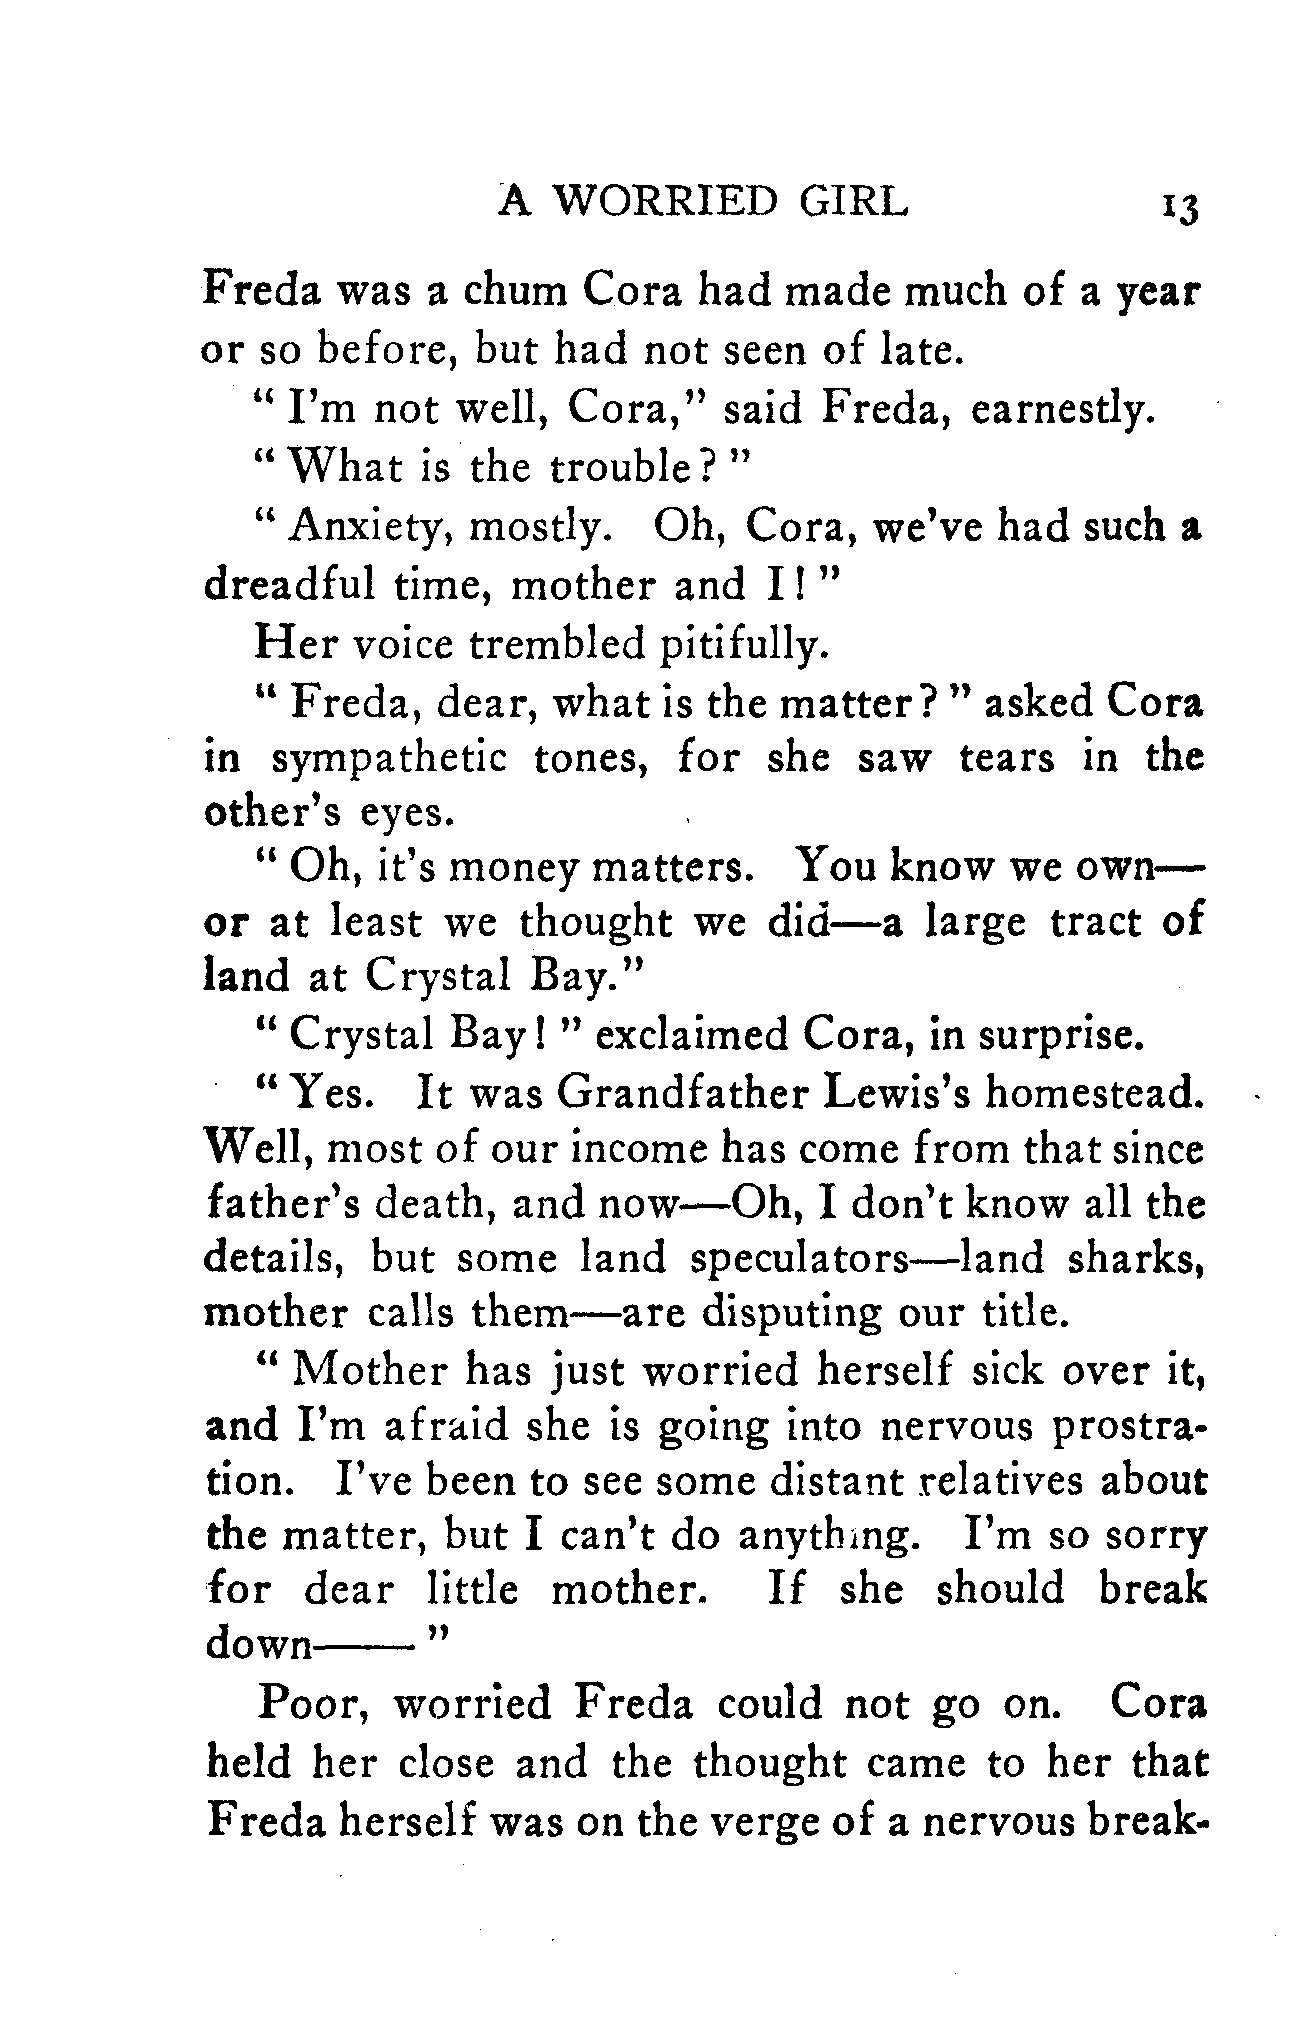 A WORRIED GIRL 13
Freda was a chum Cora had made much of a year
or so before, but had not seen of late.
“ I’m not well, Cora,” said Freda, earnestly.
“ What is the trouble? ”
“ Anxiety, mostly. Oh, Cora, we’ve had such a
dreadful time, mother and I! ”
Her voice trembled pitifully.
“ Freda, dear, what is the matter? ” asked Cora
in sympathetic tones, for she saw tears in the
other’s eyes.
“ Oh, it’s money matters. You know we own—
or at least we thought we did—a large tract of
land at Crystal Bay.”
“ Crystal Bay! ” exclaimed Cora, in surprise.
“ Yes. It was Grandfather Lewis’s homestead.
Well, most of our income has come from that since
father’s death, and now—Oh, I don’t know all the
details, but some land speculators—land sharks,
mother calls them—are disputing our title.
“ Mother has just worried herself sick over it,
and I’m afraid she is going into nervous prostra-
tion. I’ve been to see some distant relatives about
the matter, but I can’t do anything. I’m so sorry
for dear little mother. If she should break
down—— ”
Poor, worried Freda could not go on. Cora
held her close and the thought came to her that
Freda herself was on the verge of a nervous break-